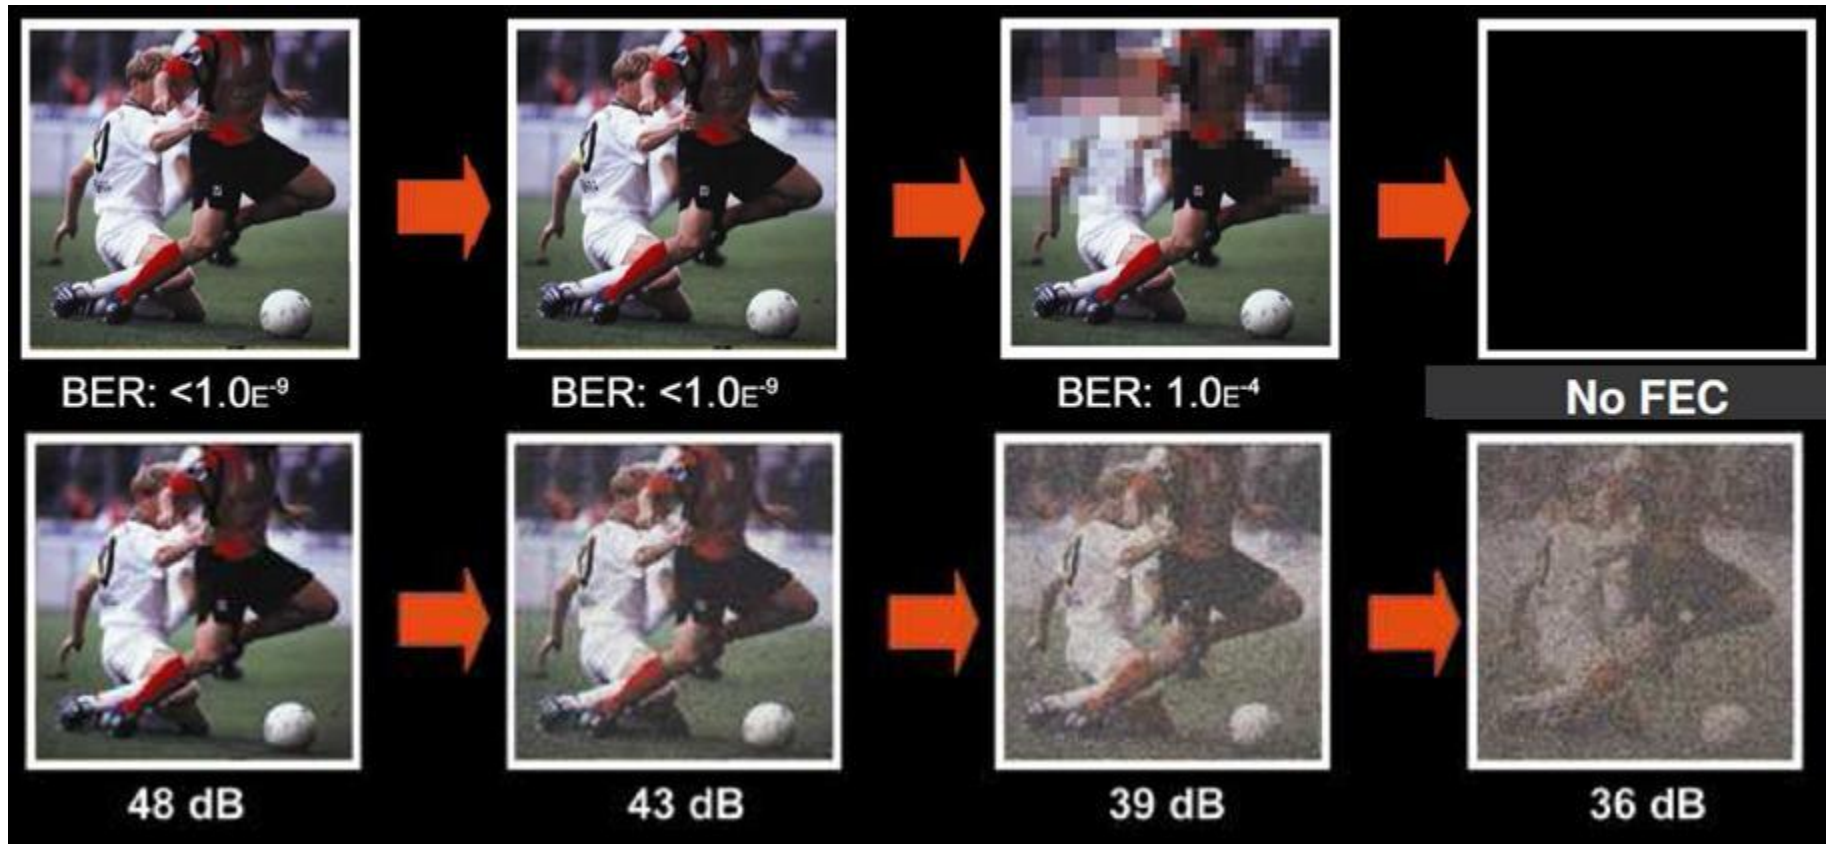 BER: <1.0E⁻⁹
BER: <1.0E⁻⁹
BER: 1.0E⁻⁴
No FEC
48 dB
43 dB
39 dB
36 dB